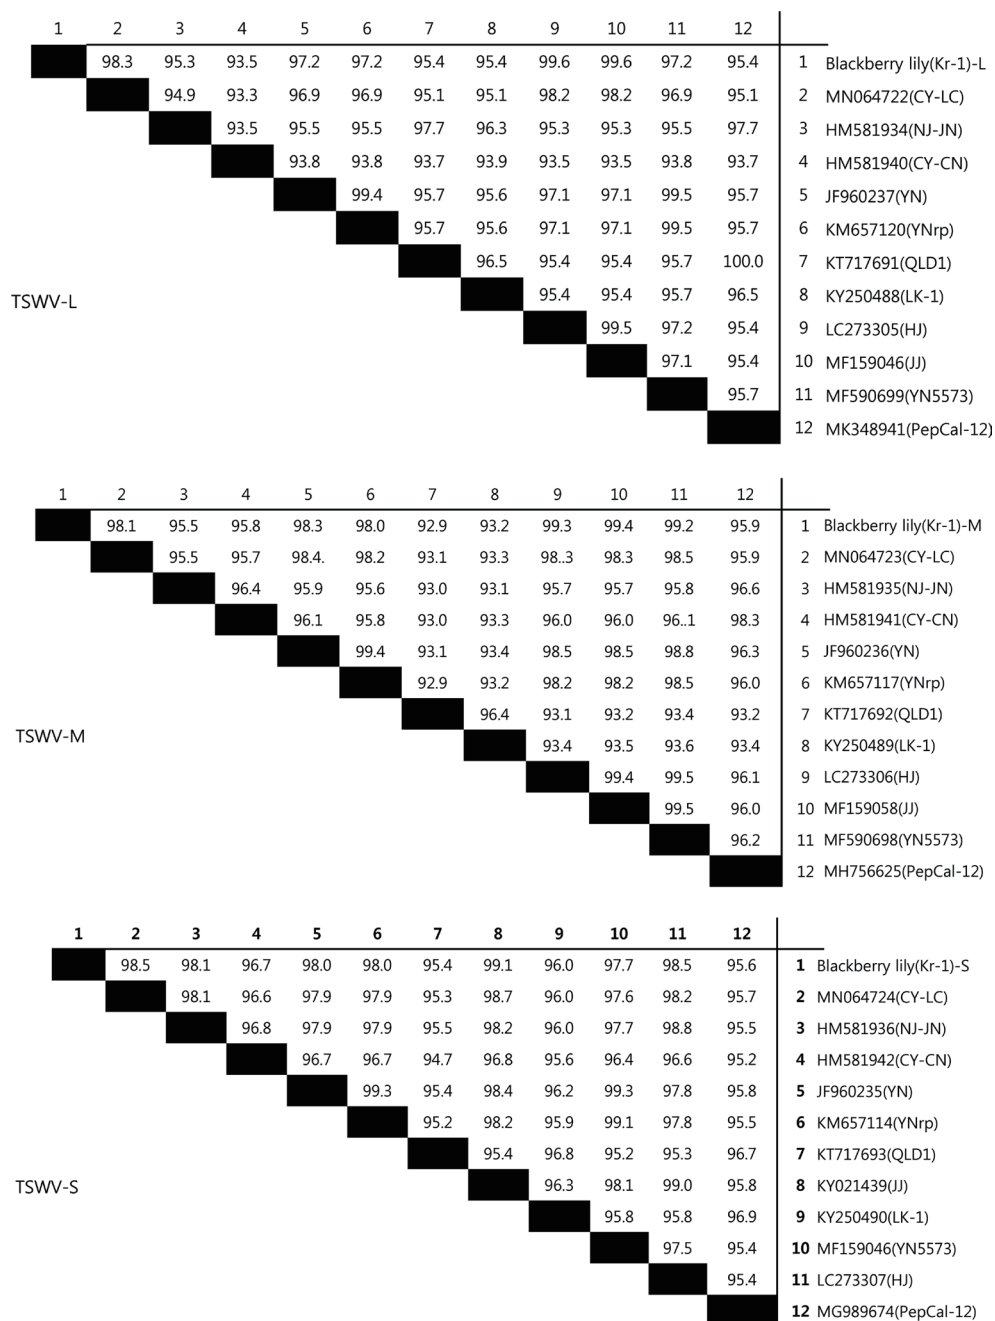 1 2 3 4 5 6 7 8 9 10 11 12
98.3 95.3 93.5 97.2 97.2 95.4 95.4 99.6 99.6 97.2 95.4 1 Blackberry lily(Kr-1)-L
94.9 93.3 96.9 96.9 95.1 95.1 98.2 98.2 96.9 95.1 2 MN064722(CY-LC)
93.5 95.5 95.5 97.7 96.3 95.3 95.3 95.5 97.7 3 HM581934(NJ-JN)
93.8 93.8 93.7 93.9 93.5 93.5 93.8 93.7 4 HM581940(CY-CN)
99.4 95.7 95.6 97.1 97.1 99.5 95.7 5 JF960237(YN)
95.7 95.6 97.1 97.1 99.5 95.7 6 KM657120(YNrp)
96.5 95.4 95.4 95.7 100.0 7 KT717691(QLD1)
TSWV-L
95.4 95.4 95.7 96.5 8 KY250488(LK-1)
99.5 97.2 95.4 9 LC273305(HJ)
97.1 95.4 10 MF159046(JJ)
95.7 11 MF590699(YN5573)
12 MK348941(PepCal-12)
1 2 3 4 5 6 7 8 9 10 11 12
98.1 95.5 95.8 98.3 98.0 92.9 93.2 99.3 99.4 99.2 95.9 1 Blackberry lily(Kr-1)-M
95.5 95.7 98.4. 98.2 93.1 93.3 98..3 98.3 98.5 95.9 2 MN064723(CY-LC)
96.4 95.9 95.6 93.0 93.1 95.7 95.7 95.8 96.6 3 HM581935(NJ-JN)
96.1 95.8 93.0 93.3 96.0 96.0 96..1 98.3 4 HM581941(CY-CN)
99.4 93.1 93.4 98.5 98.5 98.8 96.3 5 JF960236(YN)
92.9 93.2 98.2 98.2 98.5 96.0 6 KM657117(YNrp)
96.4 93.1 93.2 93.4 93.2 7 KT717692(QLD1)
TSWV-M
93.4 93.5 93.6 93.4 8 KY250489(LK-1)
99.4 99.5 96.1 9 LC273306(HJ)
99.5 96.0 10 MF159058(JJ)
96.2 11 MF590698(YN5573)
12 MH756625(PepCal-12)
1 2 3 4 5 6 7 8 9 10 11 12
98.5 98.1 96.7 98.0 98.0 95.4 99.1 96.0 97.7 98.5 95.6 1 Blackberry lily(Kr-1)-S
98.1 96.6 97.9 97.9 95.3 98.7 96.0 97.6 98.2 95.7 2 MN064724(CY-LC)
96.8 97.9 97.9 95.5 98.2 96.0 97.7 98.8 95.5 3 HM581936(NJ-JN)
96.7 96.7 94.7 96.8 95.6 96.4 96.6 95.2 4 HM581942(CY-CN)
99.3 95.4 98.4 96.2 99.3 97.8 95.8 5 JF960235(YN)
95.2 98.2 95.9 99.1 97.8 95.5 6 KM657114(YNrp)
95.4 96.8 95.2 95.3 96.7 7 KT717693(QLD1)
TSWV-S
96.3 98.1 99.0 95.8 8 KY021439(JJ)
95.8 95.8 96.9 9 KY250490(LK-1)
97.5 95.4 10 MF159046(YN5573)
95.4 11 LC273307(HJ)
12 MG989674(PepCal-12)